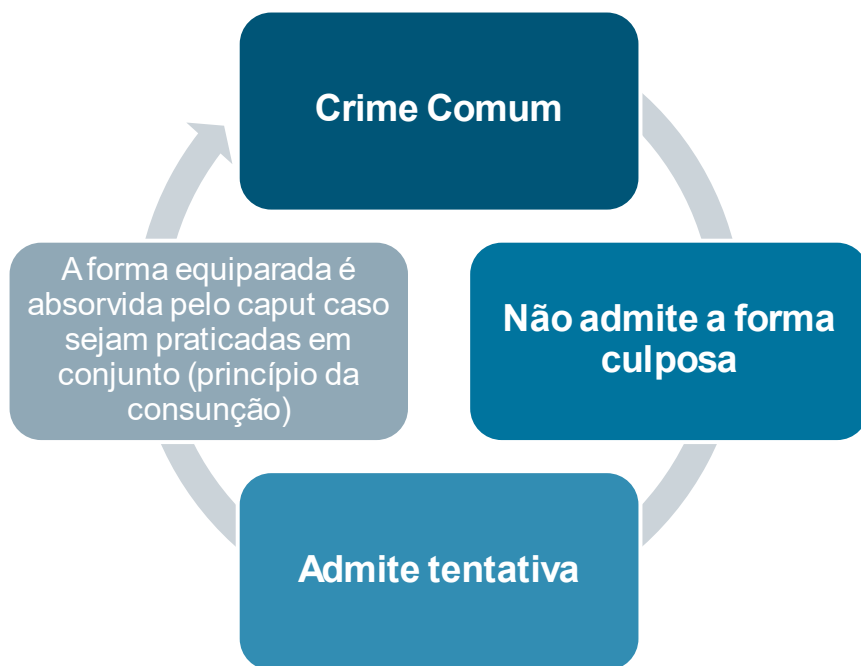 Crime Comum
Não admite a forma
culposa
Admite tentativa
A forma equiparada é
absorvida pelo caput caso
sejam praticadas em
conjunto (princípio da
consunção)